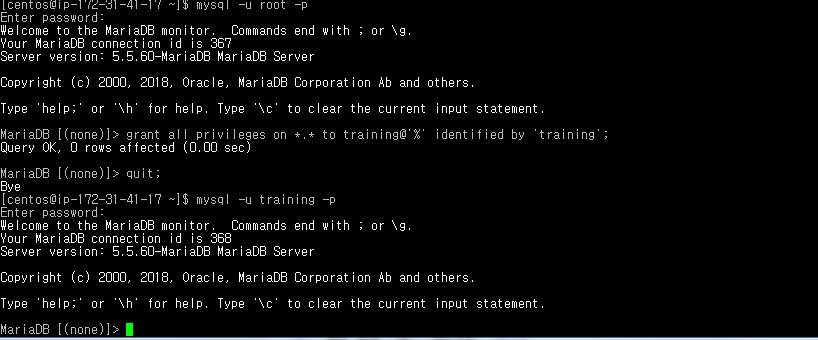 [centos@ip-172-31-41-17 ~]$ mysql -u root -p
Enter password:
Welcome to the MariaDB monitor.  Commands end with ; or \g.
Your MariaDB connection id is 367
Server version: 5.5.60-MariaDB MariaDB Server
Copyright (c) 2000, 2018, Oracle, MariaDB Corporation Ab and others.
Type 'help;' or '\h' for help. Type '\c' to clear the current input statement.
MariaDB [(none)]> grant all privileges on *.* to training@'%' identified by 'training';
Query OK, 0 rows affected (0.00 sec)
MariaDB [(none)]> quit;
Bye
[centos@ip-172-31-41-17 ~]$ mysql -u training -p
Enter password:
Welcome to the MariaDB monitor.  Commands end with ; or \g.
Your MariaDB connection id is 368
Server version: 5.5.60-MariaDB MariaDB Server
Copyright (c) 2000, 2018, Oracle, MariaDB Corporation Ab and others.
Type 'help;' or '\h' for help. Type '\c' to clear the current input statement.
MariaDB [(none)]>